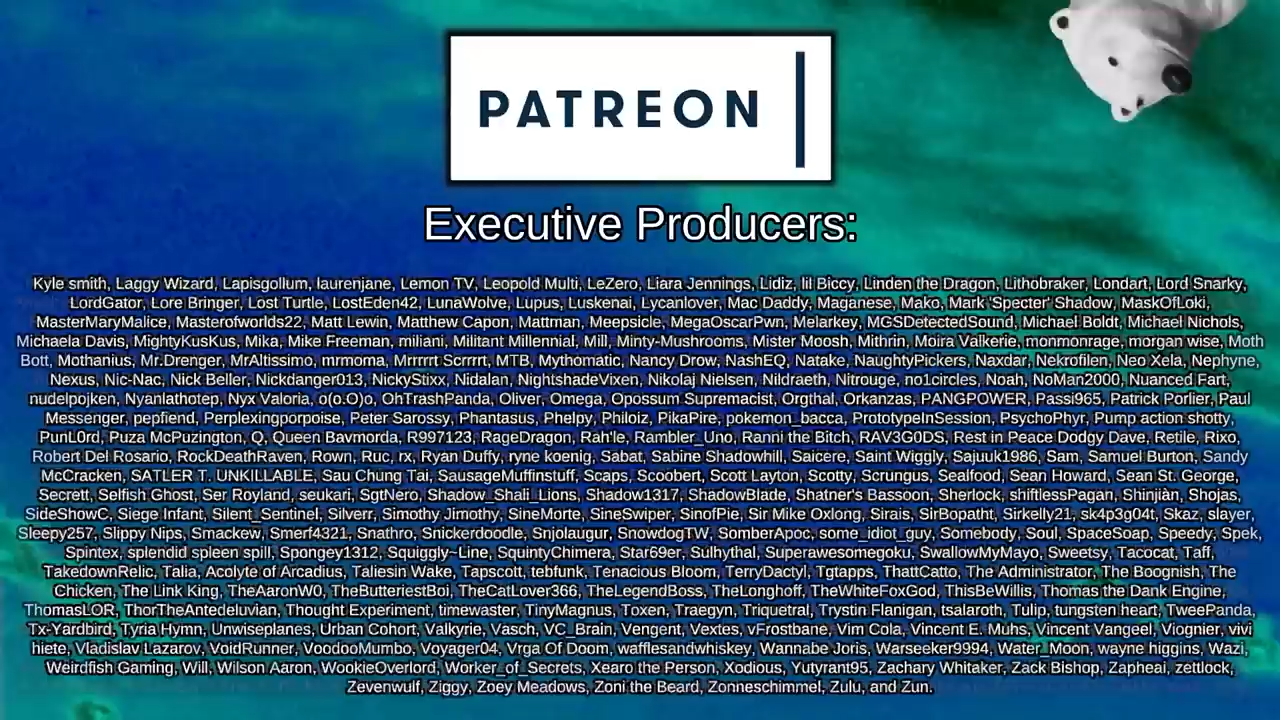 PATREON
Executive Producers:
Kyle smith, Laggy Wizard, Lapisgollum, laurenjane, Lemon TV, Leopold Multi, LeZero, Liara Jennings, Lidiz, lil Biccy, Linden the Dragon, Lithobraker, Londart, Lord Snarky,
LordGator, Lore Bringer, Lost Turtle, LostEden42, LunaWolve, Lupus, Luskenai, Lycanlover, Mac Daddy, Maganese, Mako, Mark 'Specter' Shadow, MaskOfLoki,
MasterMaryMalice, Masterofworlds22, Matt Lewin, Matthew Capon, Mattman, Meepsicle, MegaOscarPwn, Melarkey, MGSDetectedSound, Michael Boldt, Michael Nichols,
Michaela Davis, MightyKusKus, Mika, Mike Freeman, miliani, Militant Millennial, Mill, Minty-Mushrooms, Mister Moosh, Mithrin, Moira Valkerie, monmonrage, morgan wise, Moth
Bott, Mothanius, Mr.Drenger, MrAltissimo, mrmoma, Mrrrrrt Scrrrrt, MTB, Mythomatic, Nancy Drow, NashEQ, Natake, NaughtyPickers, Naxdar, Nekrofilen, Neo Xela, Nephyne,
Nexus, Nic-Nac, Nick Beller, Nickdanger013, NickyStixx, Nidalan, NightshadeVixen, Nikolaj Nielsen, Nildraeth, Nitrouge, no1circles, Noah, NoMan2000, Nuanced Fart,
nudelpojken, Nyanlathotep, Nyx Valoria, o(o.O)o, OhTrashPanda, Oliver, Omega, Opossum Supremacist, Orgthal, Orkanzas, PANGPOWER, Passi965, Patrick Porlier, Paul
Messenger, pepfiend, Perplexingporpoise, Peter Sarossy, Phantasus, Phelpy, Philoiz, PikaPire, pokemon_bacca, PrototypeInSession, PsychoPhyr, Pump action shotty,
PunL0rd, Puza McPuzington, Q, Queen Bavmorda, R997123, RageDragon, Rah'le, Rambler_Uno, Ranni the Bitch, RAV3G0DS, Rest in Peace Dodgy Dave, Retile, Rixo,
Robert Del Rosario, RockDeathRaven, Rown, Ruc, rx, Ryan Duffy, ryne koenig, Sabat, Sabine Shadowhill, Saicere, Saint Wiggly, Sajuuk1986, Sam, Samuel Burton, Sandy
McCracken, SATLER T. UNKILLABLE, Sau Chung Tai, SausageMuffinstuff, Scaps, Scoobert, Scott Layton, Scotty, Scrungus, Sealfood, Sean Howard, Sean St. George,
Secrett, Selfish Ghost, Ser Royland, seukari, SgtNero, Shadow_Shali_Lions, Shadow1317, ShadowBlade, Shatner's Bassoon, Sherlock, shiftlessPagan, Shinjiàn, Shojas,
SideShowC, Siege Infant, Silent_Sentinel, Silverr, Simothy Jimothy, SineMorte, SineSwiper, SinofPie, Sir Mike Oxlong, Sirais, SirBopatht, Sirkelly21, sk4p3g04t, Skaz, slayer,
Sleepy257, Slippy Nips, Smackew, Smerf4321, Snathro, Snickerdoodle, Snjolaugur, SnowdogTW, SomberApoc, some_idiot_guy, Somebody, Soul, SpaceSoap, Speedy, Spek,
Spintex, splendid spleen spill, Spongey1312, Squiggly~Line, SquintyChimera, Star69er, Sulhythal, Superawesomegoku, SwallowMyMayo, Sweetsy, Tacocat, Taff,
TakedownRelic, Talia, Acolyte of Arcadius, Taliesin Wake, Tapscott, tebfunk, Tenacious Bloom, TerryDactyl, Tgtapps, ThattCatto, The Administrator, The Boognish, The
Chicken, The Link King, TheAaronW0, TheButteriestBoi, TheCatLover366, TheLegendBoss, TheLonghoff, TheWhiteFoxGod, ThisBeWillis, Thomas the Dank Engine,
ThomasLOR, ThorTheAntedeluvian, Thought Experiment, timewaster, TinyMagnus, Toxen, Traegyn, Triquetral, Trystin Flanigan, tsalaroth, Tulip, tungsten heart, TweePanda,
Tx-Yardbird, Tyria Hymn, Unwiseplanes, Urban Cohort, Valkyrie, Vasch, VC_Brain, Vengent, Vextes, vFrostbane, Vim Cola, Vincent E. Muhs, Vincent Vangeel, Viognier, vivi
hiete, Vladislav Lazarov, VoidRunner, VoodooMumbo, Voyager04, Vrga Of Doom, wafflesandwhiskey, Wannabe Joris, Warseeker9994, Water_Moon, wayne higgins, Wazi,
Weirdfish Gaming, Will, Wilson Aaron, WookieOverlord, Worker_of_Secrets, Xearo the Person, Xodious, Yutyrant95, Zachary Whitaker, Zack Bishop, Zapheal, zettlock,
Zevenwulf, Ziggy, Zoey Meadows, Zoni the Beard, Zonneschimmel, Zulu, and Zun.